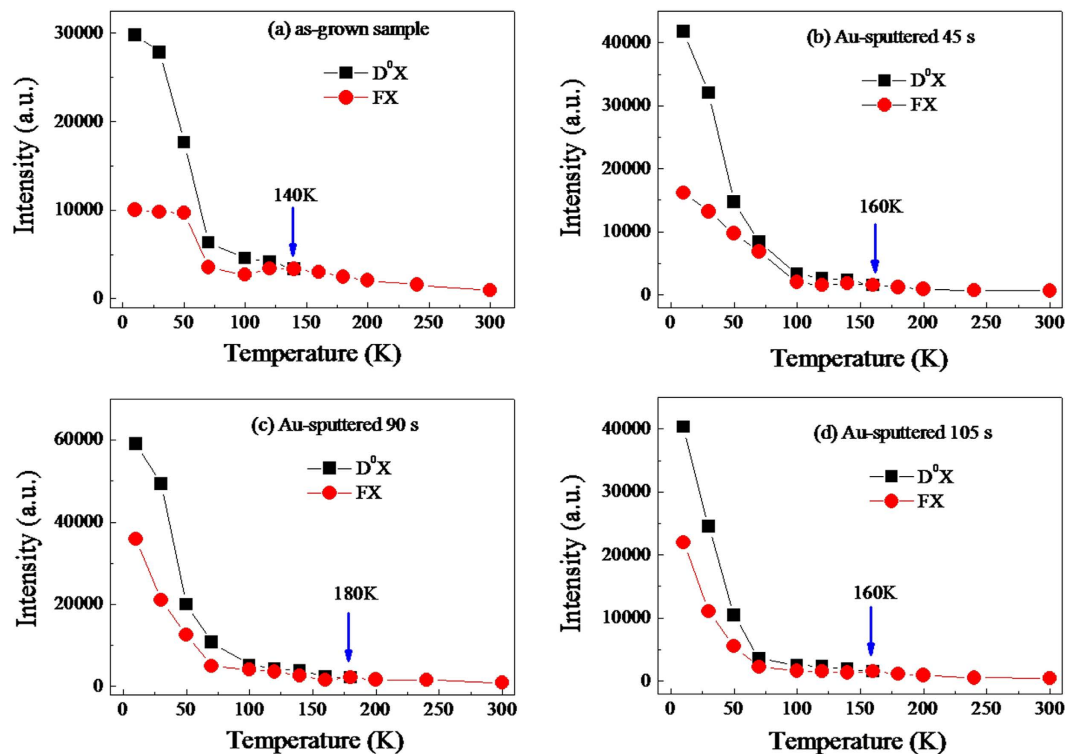 (a) as-grown sample
D⁰X
FX
140K
30000
20000
10000
0
Intensity (a.u.)
0 50 100 150 200 250 300
Temperature (K)
(b) Au-sputtered 45 s
D⁰X
FX
160K
40000
30000
20000
10000
0
Intensity (a.u.)
0 50 100 150 200 250 300
Temperature (K)
(c) Au-sputtered 90 s
D⁰X
FX
180K
60000
40000
20000
0
Intensity (a.u.)
0 50 100 150 200 250 300
Temperature (K)
(d) Au-sputtered 105 s
D⁰X
FX
160K
40000
30000
20000
10000
0
Intensity (a.u.)
0 50 100 150 200 250 300
Temperature (K)